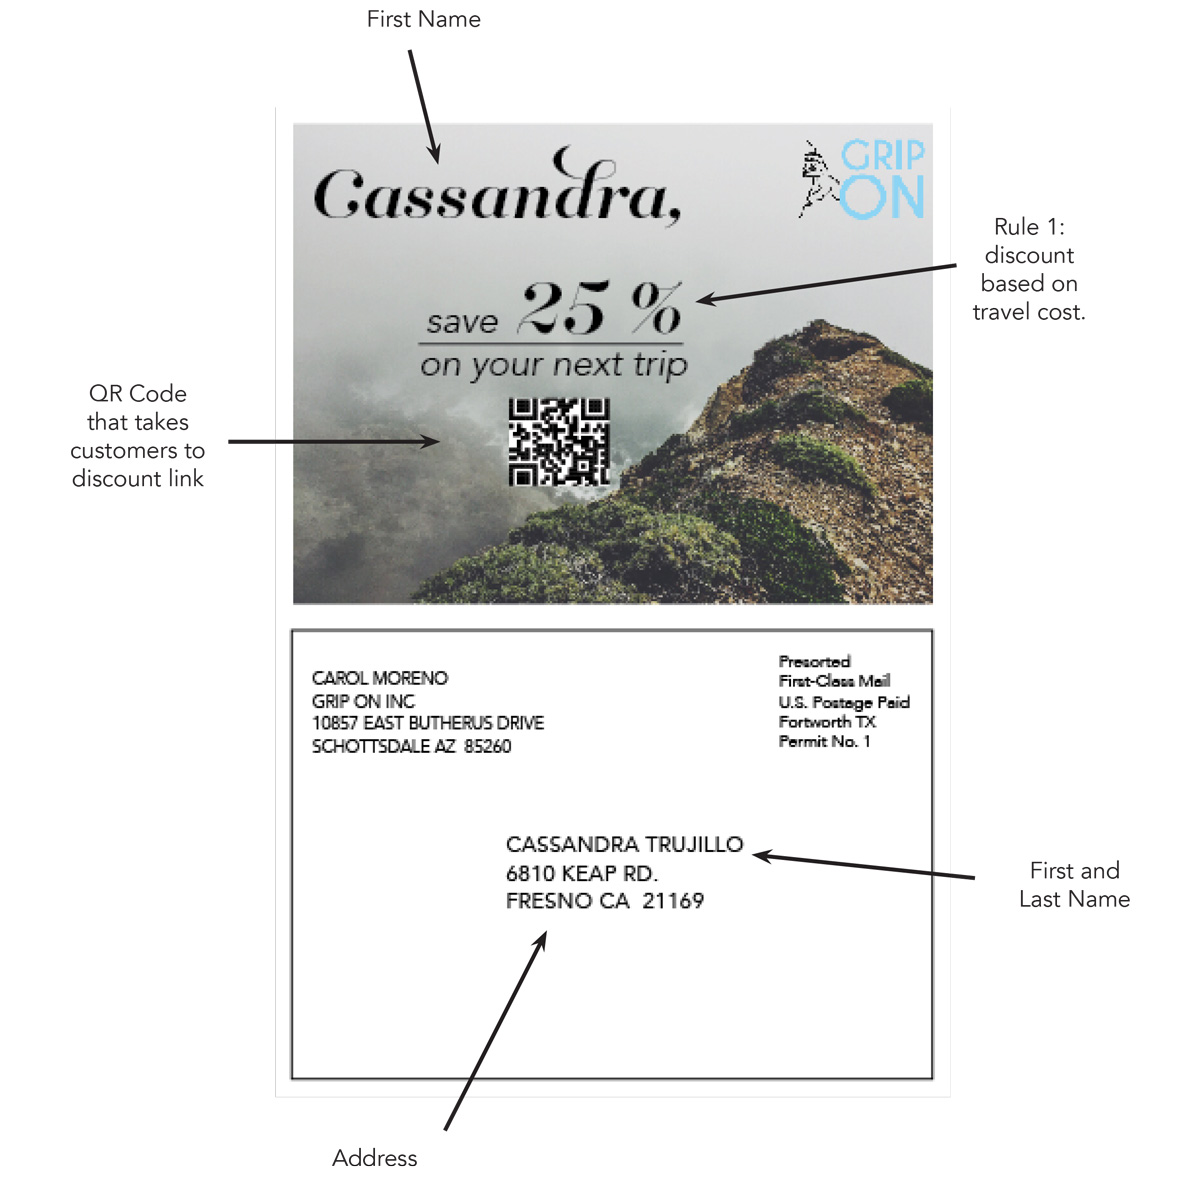 First Name
Cassandra,
GRIP
ON
Rule 1:
discount
based on
travel cost.
save 25 %
on your next trip
QR Code
that takes
customers to
discount link
CAROL MORENO
GRIP ON INC
10857 EAST BUTHERUS DRIVE
SCHOTTSDALE AZ 85260
Presorted
First-Class Mail
U.S. Postage Paid
Fortworth TX
Permit No. 1
CASSANDRA TRUJILLO
6810 KEAP RD.
FRESNO CA 21169
First and
Last Name
Address